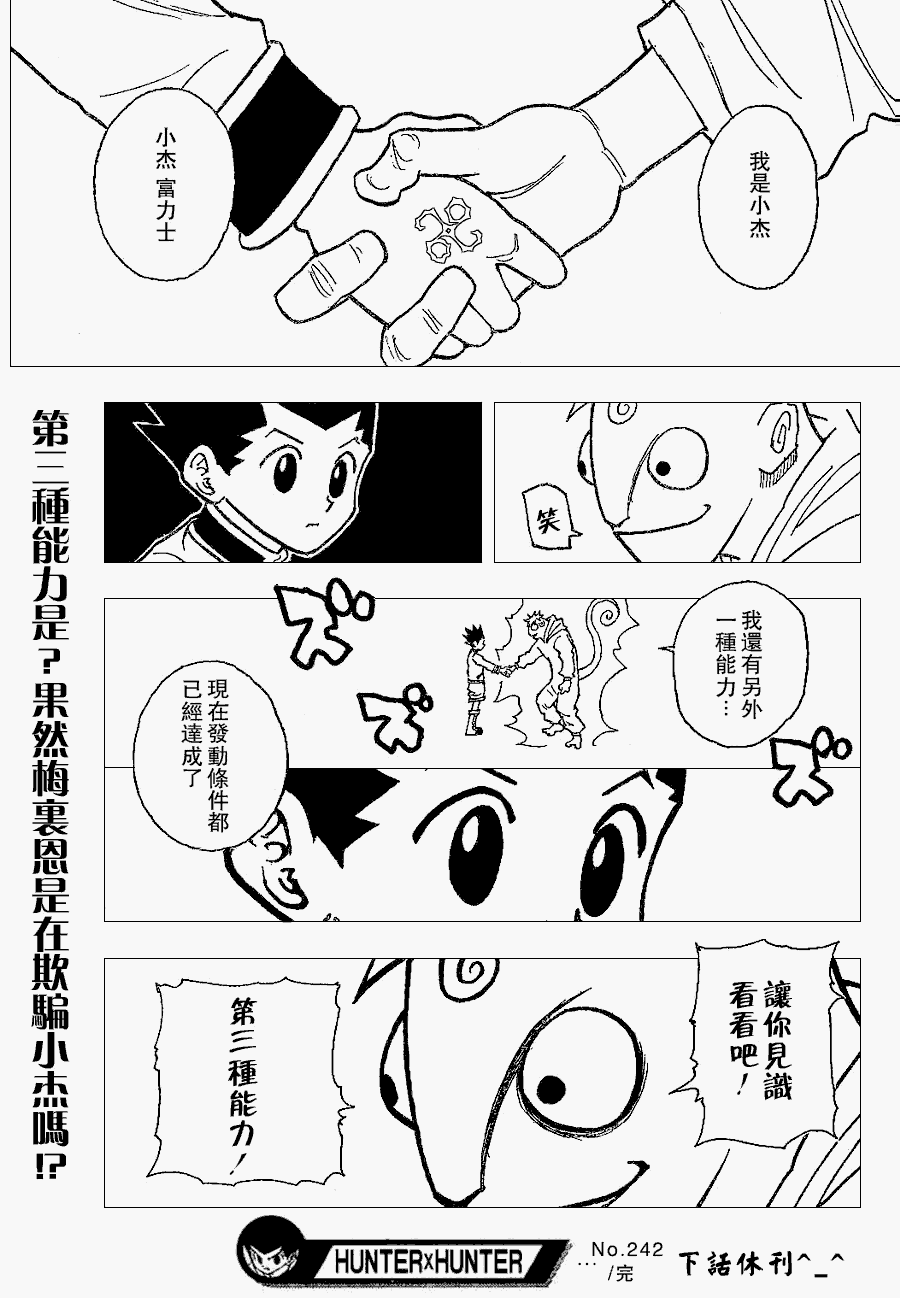 我是小杰
小杰 富力士
笑
我還有另外
一種能力…
ズ
ズ
ズ
現在發動條件都
已經達成了
讓你見識
看看吧！
第三種能力！
第三種能力是？果然梅裏恩是在欺騙小杰嗎!?
HUNTER×HUNTER
…No.242
/完
下話休刊^_^